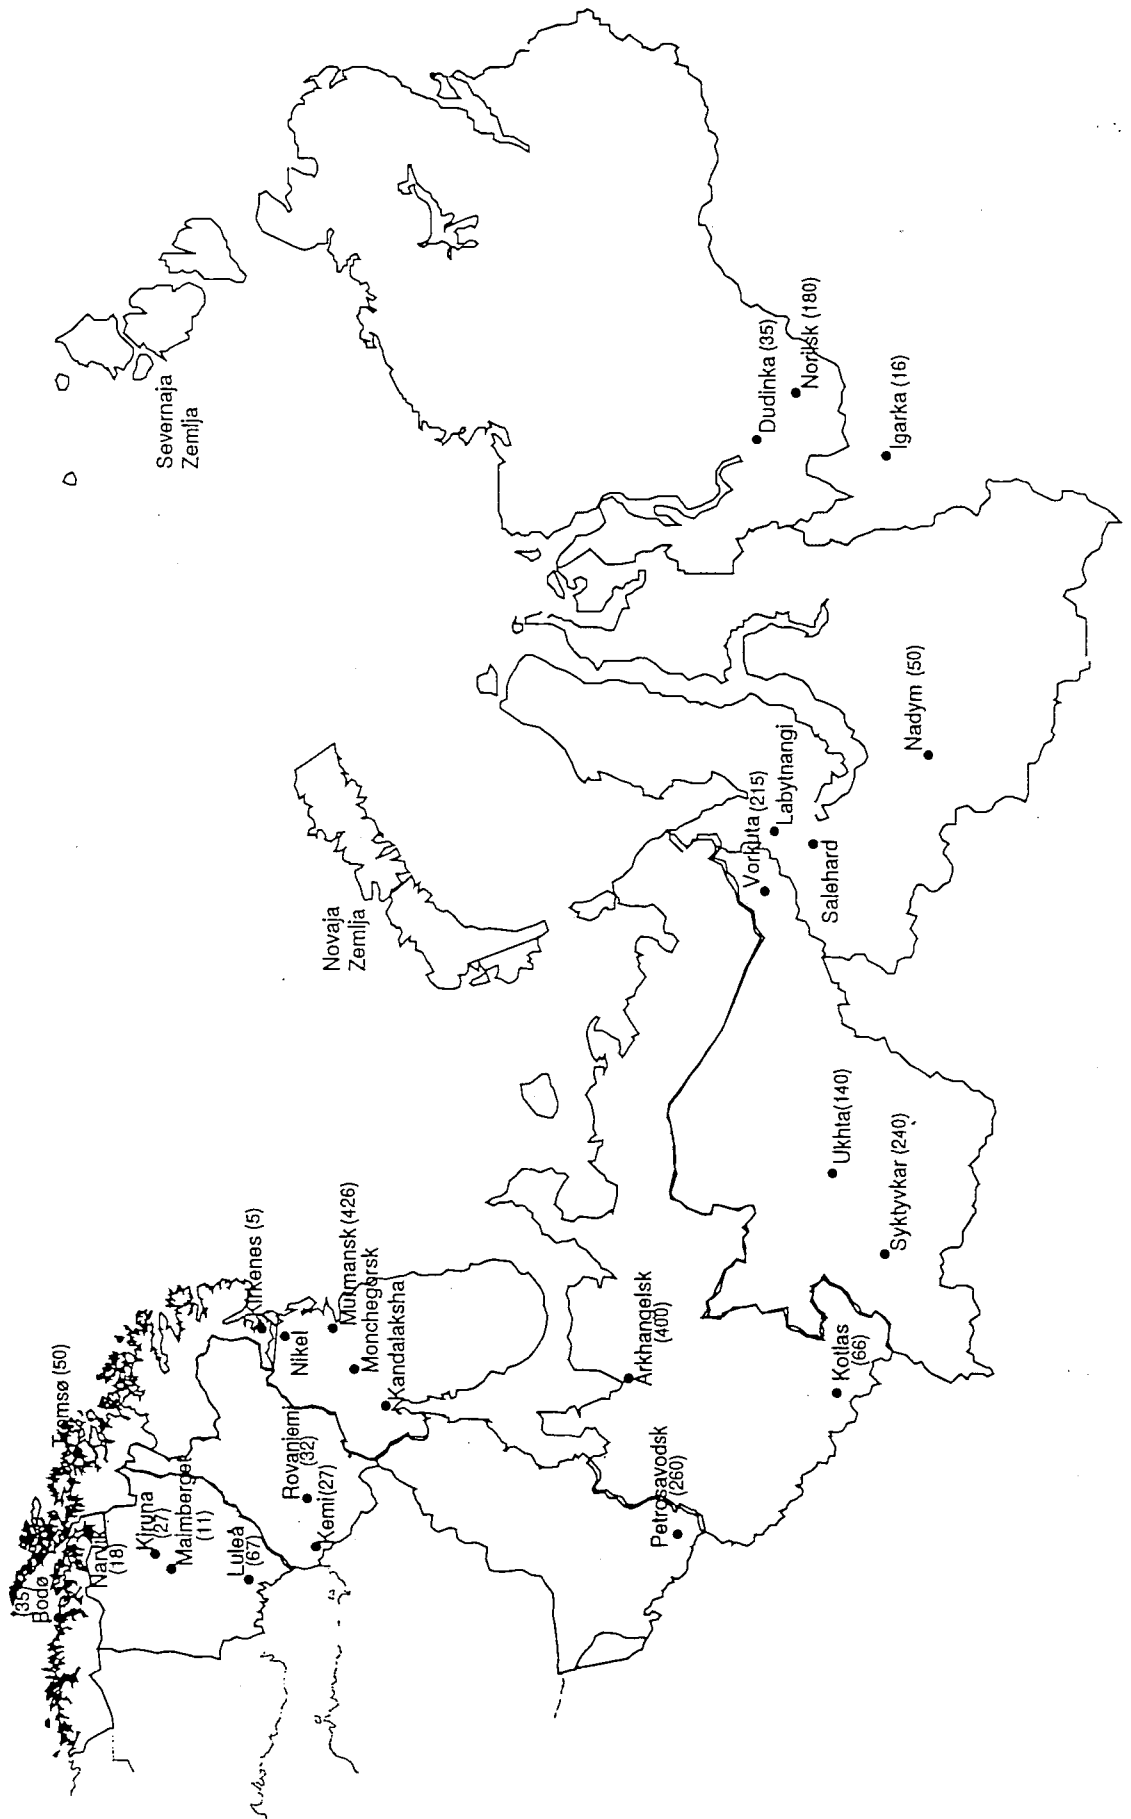 Severnaja
Zemlja
Novaja
Zemlja
Tromsø (50)
(35)
Bodø
Narvik
(18)
Kiruna
(27)
Malmberget
(11)
Luleå
(67)
Kirkenes (5)
Nikel
Murmansk (426)
Monchegorsk
Kandalaksha
Rovaniemi
(32)
Kemi (27)
Arkhangelsk
(400)
Petrosavodsk
(260)
Kotlas
(66)
Ukhta(140)
Syktyvkar (240)
Vorkuta (215)
Labytnangi
Salehard
Nadym (50)
Dudinka (35)
Norilsk (180)
Igarka (16)